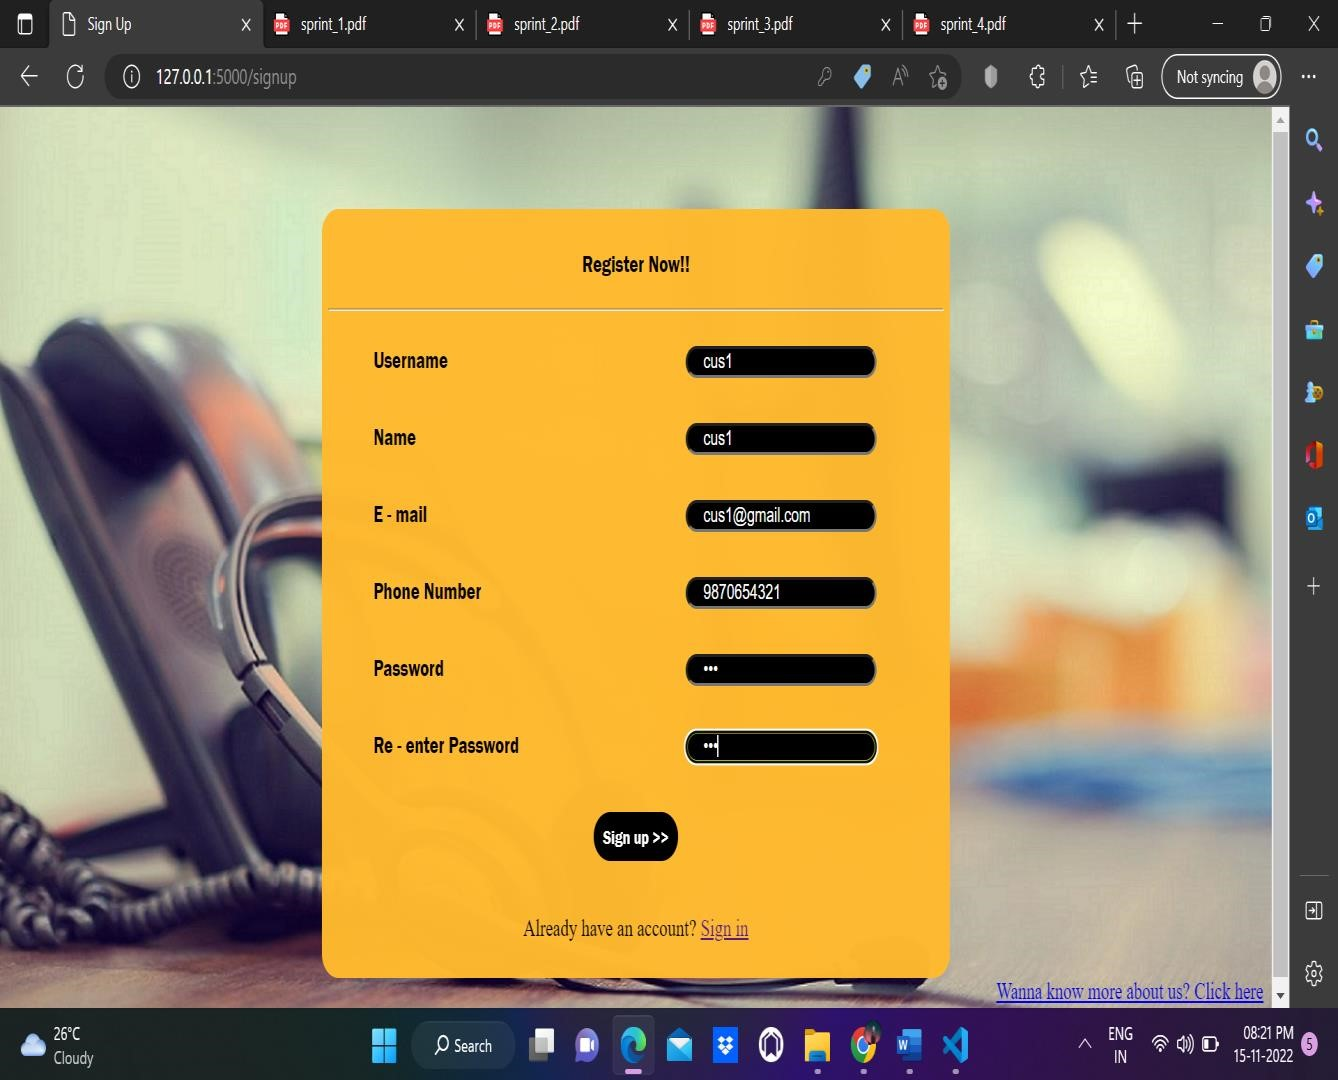 Sign Up
sprint_1.pdf
sprint_2.pdf
sprint_3.pdf
sprint_4.pdf
127.0.0.1:5000/signup
Not syncing
Register Now!!
Username cus1
Name cus1
E - mail cus1@gmail.com
Phone Number 9870654321
Password •••
Re - enter Password •••
Sign up >>
Already have an account? Sign in
Wanna know more about us? Click here
26°C
Cloudy
Search
ENG
IN
08:21 PM
15-11-2022
5